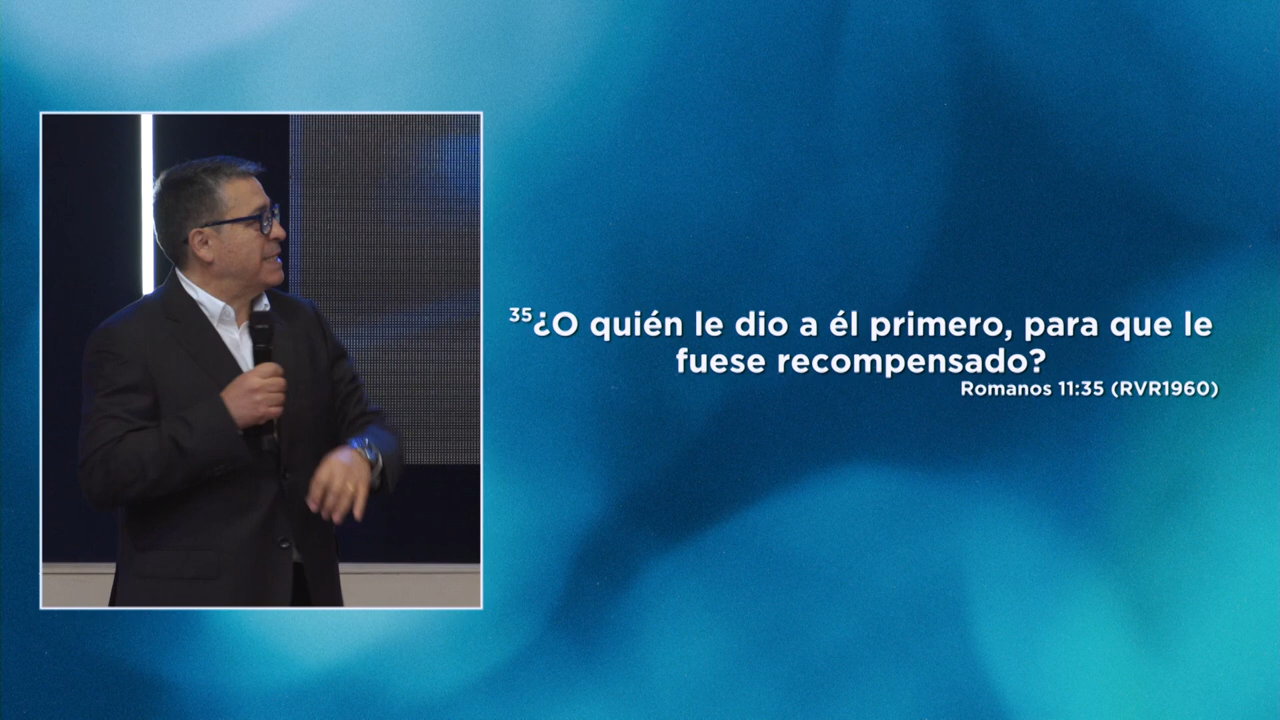 ³⁵¿O quién le dio a él primero, para que le
fuese recompensado?
Romanos 11:35 (RVR1960)